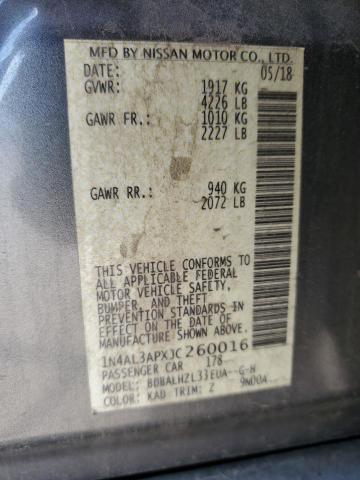 MFD BY NISSAN MOTOR CO., LTD.
DATE: 05/18
GVWR: 1917 KG
4226 LB
GAWR FR.: 1010 KG
2227 LB
GAWR RR.: 940 KG
2072 LB
THIS VEHICLE CONFORMS TO
ALL APPLICABLE FEDERAL
MOTOR VEHICLE SAFETY,
BUMPER, AND THEFT
PREVENTION STANDARDS IN
EFFECT ON THE DATE OF
MANUFACTURE SHOWN ABOVE.
1N4AL3APXJC260016
PASSENGER CAR 178
MODEL: BDBALHZL33EUA--G-H
COLOR: KAD TRIM: Z 9N00A